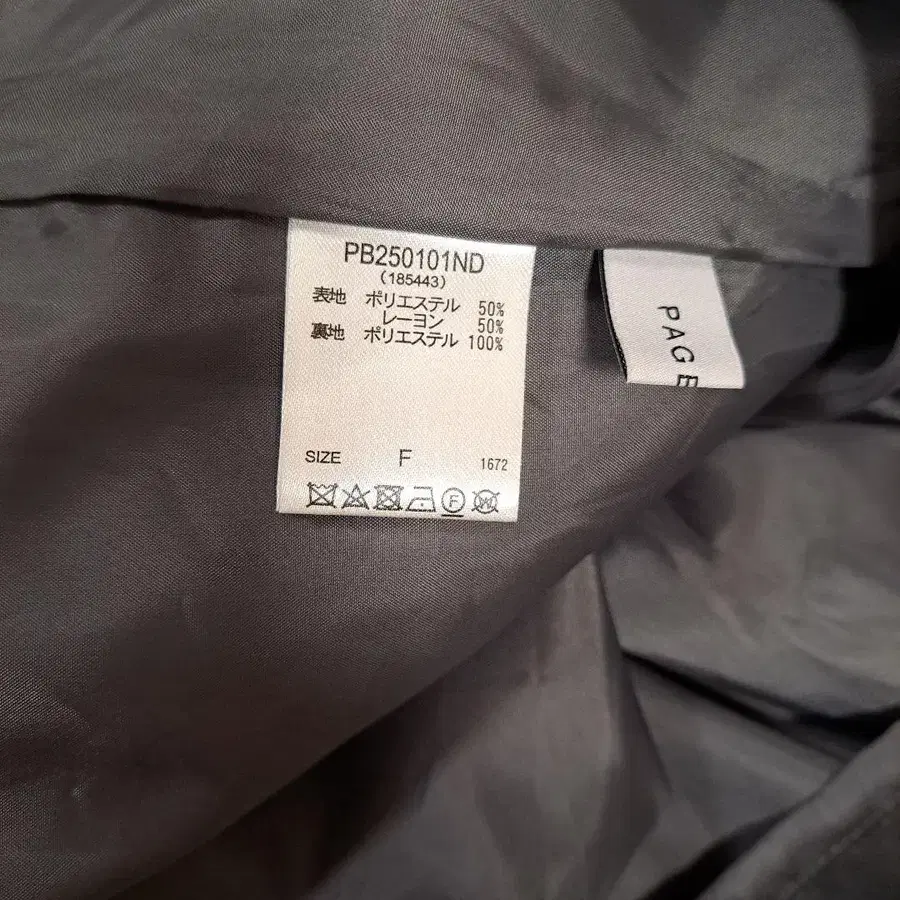 PB250101ND
(185443)
表地 ポリエステル 50%
レーヨン 50%
裏地 ポリエステル 100%
SIZE F 1672
F W
PAGE